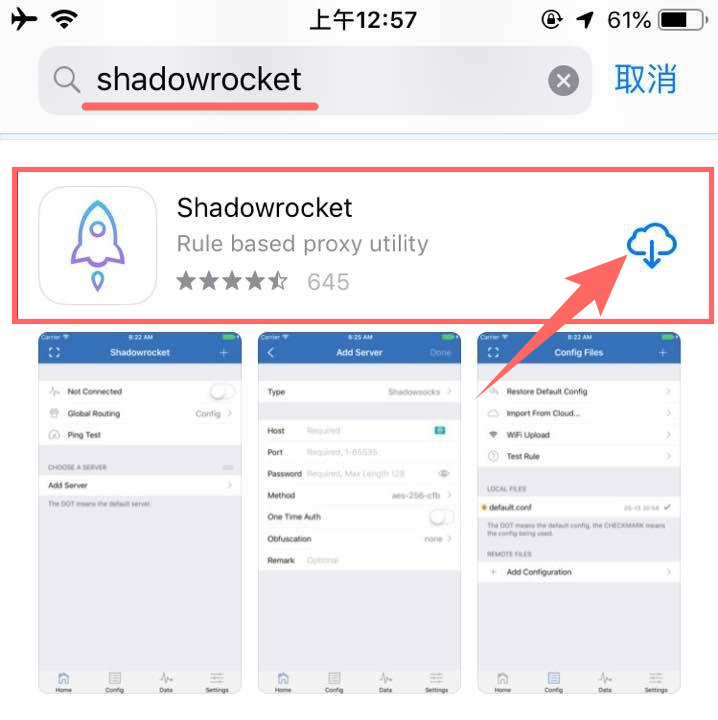 上午12:57
61%
shadowrocket
取消
Shadowrocket
Rule based proxy utility
645
Carrier
8:22 AM
Shadowrocket
Not Connected
Global Routing
Config
Ping Test
CHOOSE A SERVER
Add Server
The DOT means the default server.
Home
Config
Data
Settings
Carrier
8:25 AM
Add Server
Done
Type
Shadowsocks
Host
Required
Port
Required, 1-65535
Password
Required, Max Length 128
Method
aes-256-cfb
One Time Auth
Obfuscation
none
Remark
Optional
Home
Config
Data
Settings
Carrier
8:22 AM
Config Files
Restore Default Config
Import From Cloud...
WiFi Upload
Test Rule
LOCAL FILES
default.conf
The DOT means the default config, the CHECKMARK means
the config being used.
REMOTE FILES
Add Configuration
Home
Config
Data
Settings